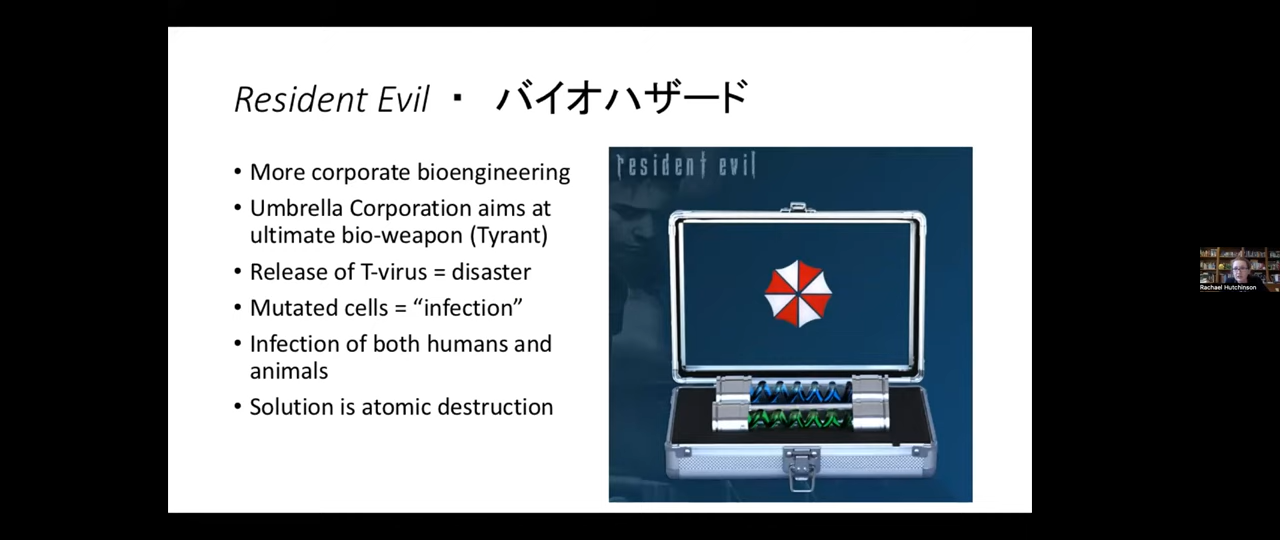 Resident Evil ・ バイオハザード
• More corporate bioengineering
• Umbrella Corporation aims at
ultimate bio-weapon (Tyrant)
• Release of T-virus = disaster
• Mutated cells = “infection”
• Infection of both humans and
animals
• Solution is atomic destruction
resident evil
Rachael Hutchinson